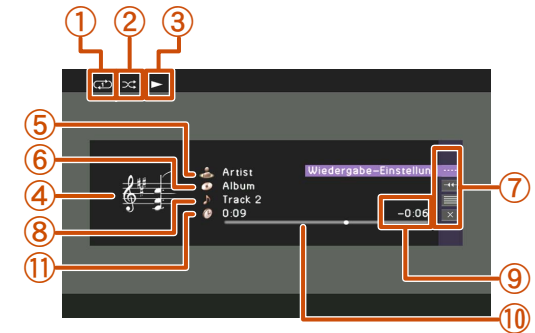 ① ② ③
⑤
⑥
④
⑧
⑪
Artist
Album
Track 2
0:09
Wiedergabe-Einstellun
-0:06
⑦
⑨
⑩